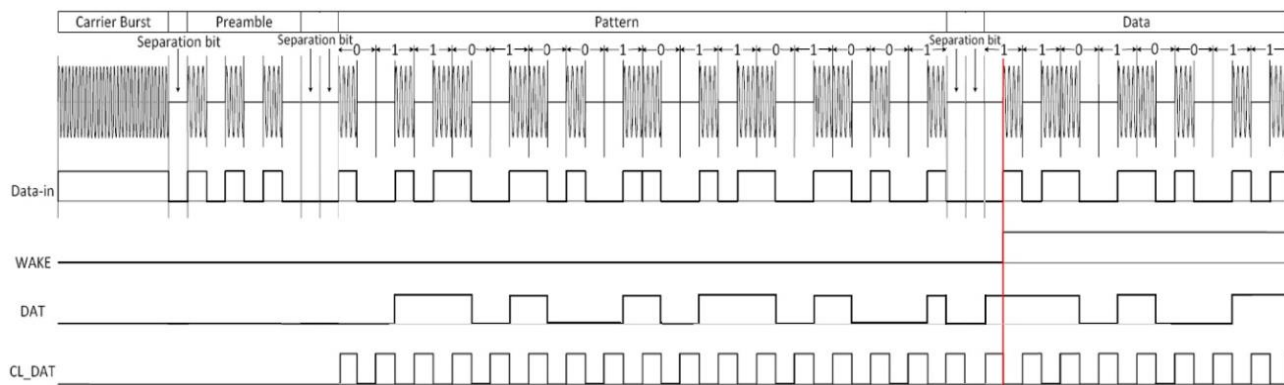 Carrier Burst Preamble Pattern Data
Separation bit Separation bit 0 1 1 0 1 0 0 1 0 1 1 0 1 0 0 1 Separation bit 1 1 0 1 0 0 1 1
Data-in
WAKE
DAT
CL_DAT